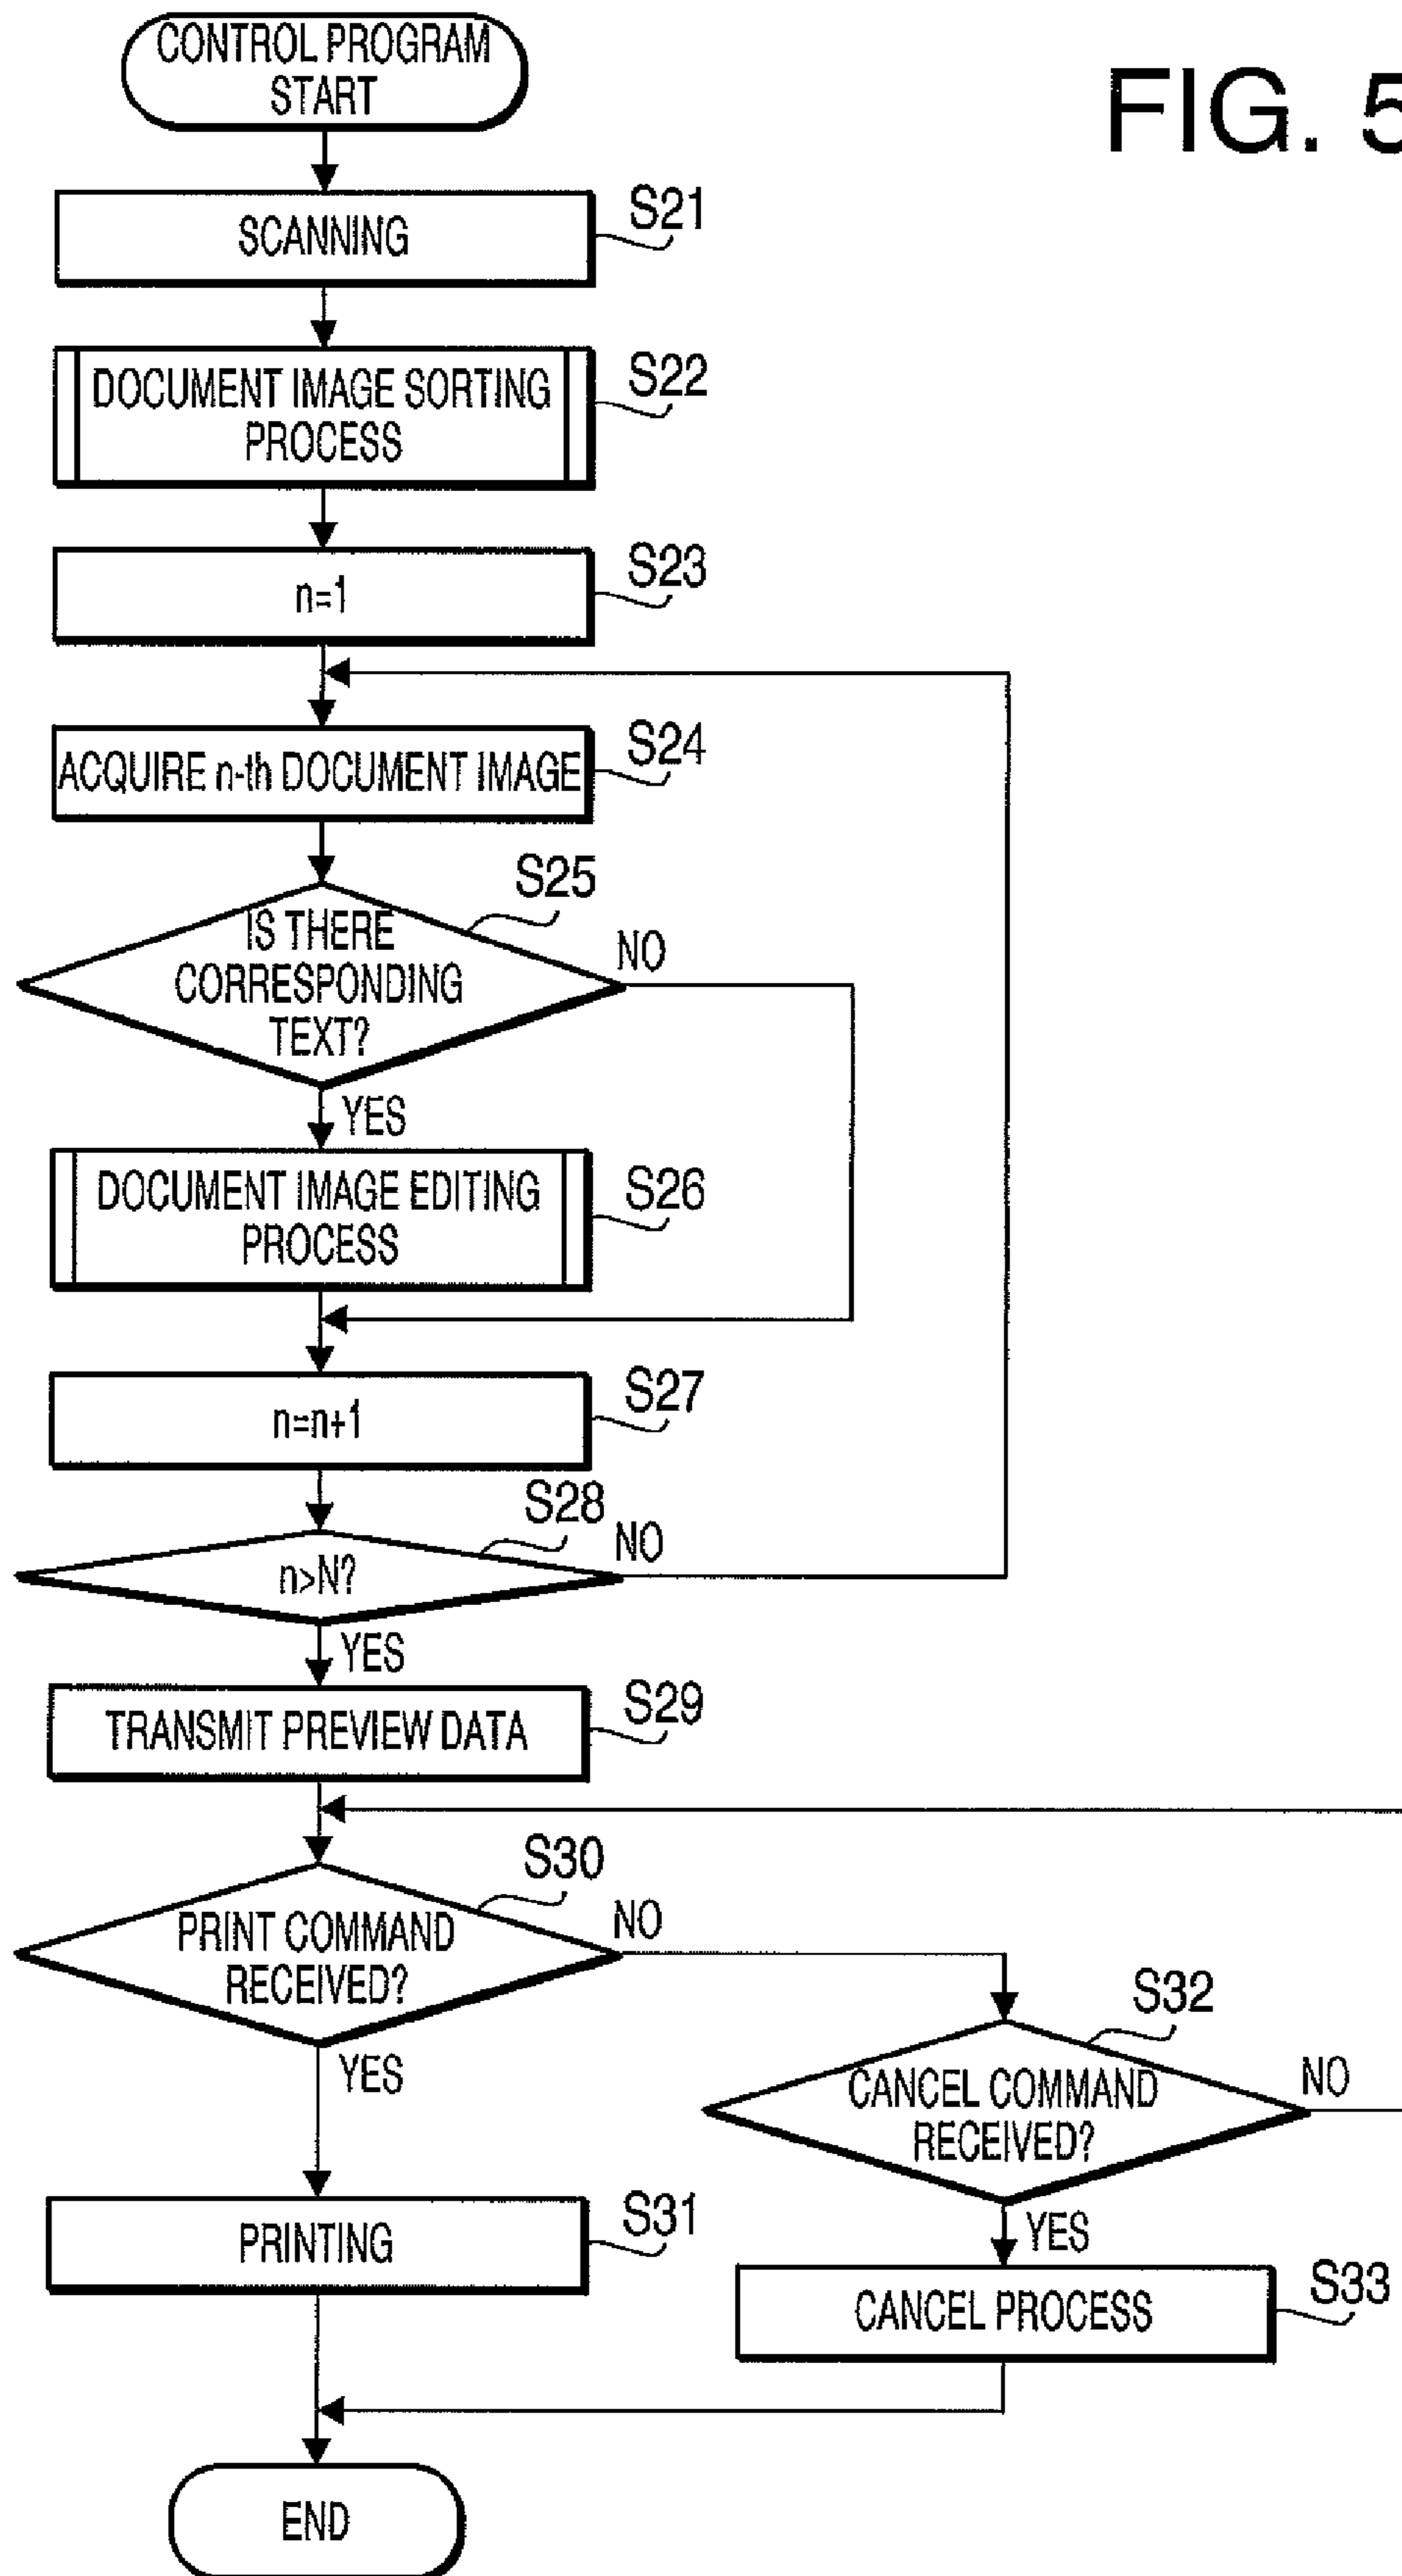 FIG. 5
CONTROL PROGRAM
START
SCANNING
S21
DOCUMENT IMAGE SORTING
PROCESS
S22
n=1
S23
ACQUIRE n-th DOCUMENT IMAGE
S24
S25
IS THERE
CORRESPONDING
TEXT?
NO
YES
DOCUMENT IMAGE EDITING
PROCESS
S26
n=n+1
S27
S28
n>N?
NO
YES
TRANSMIT PREVIEW DATA
S29
S30
PRINT COMMAND
RECEIVED?
NO
YES
S32
CANCEL COMMAND
RECEIVED?
NO
YES
PRINTING
S31
CANCEL PROCESS
S33
END